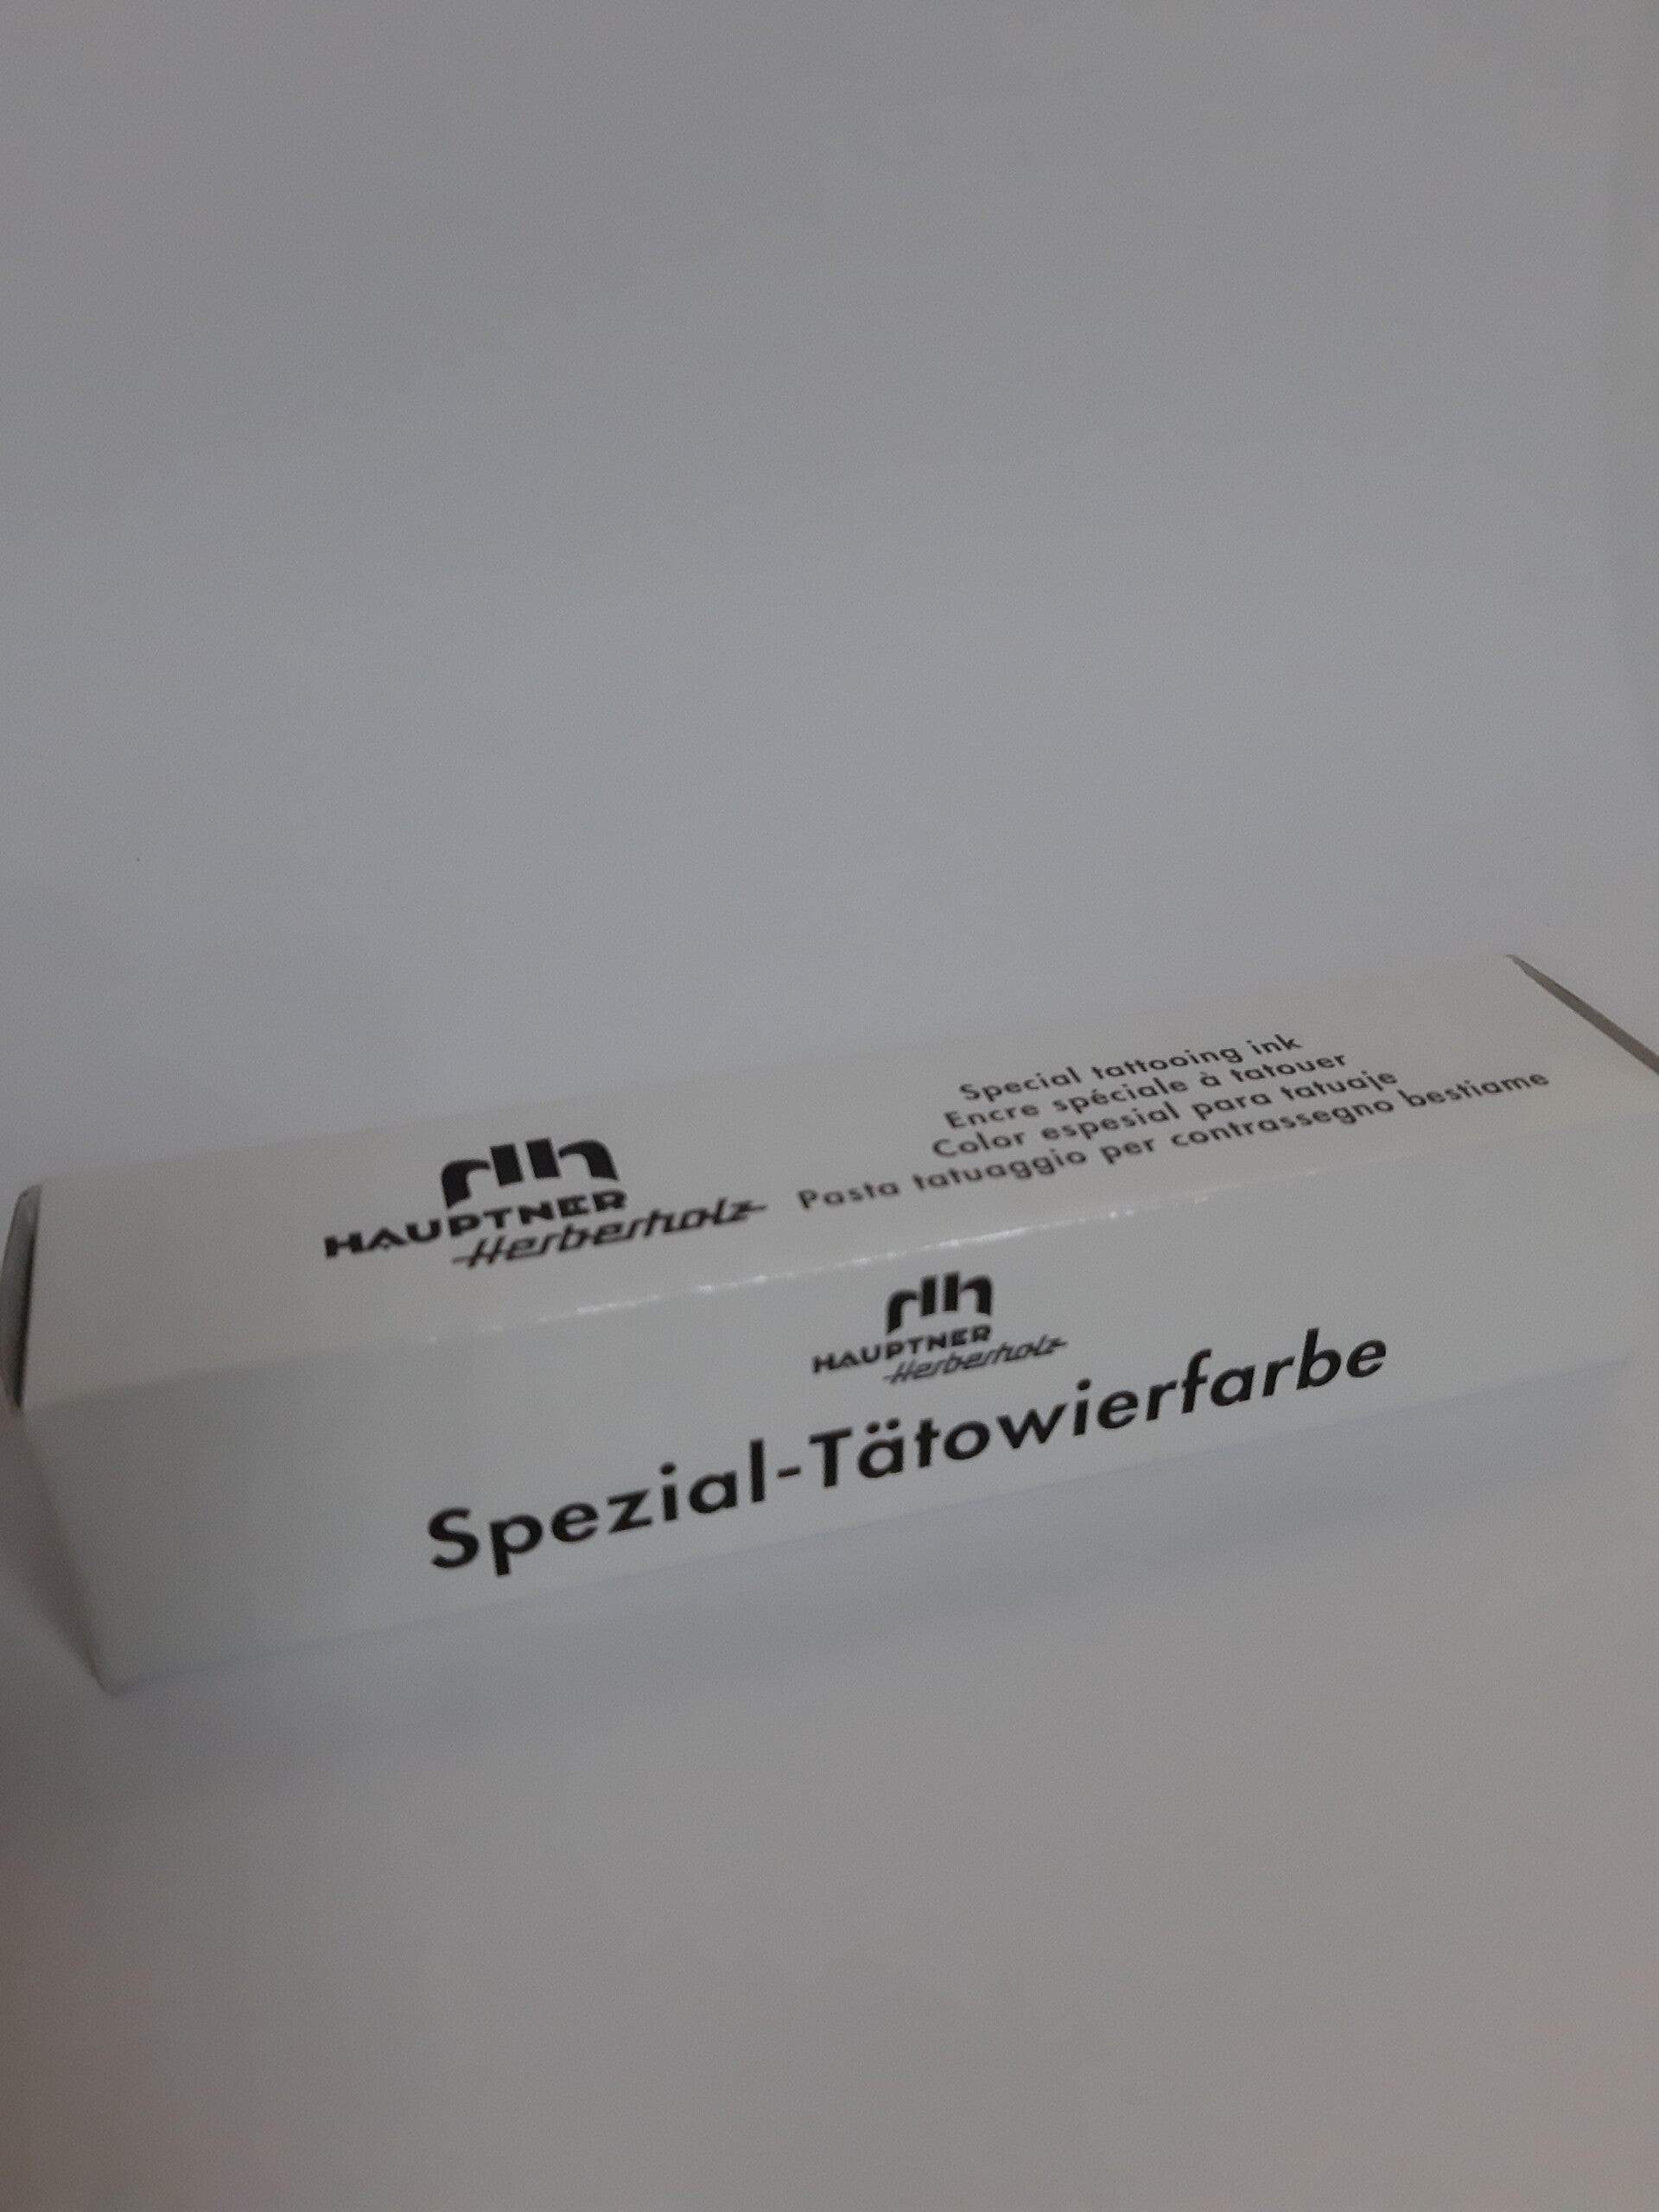 HAUPTNER
Herberholz
Special tattooing ink
Encre spéciale à tatouer
Color espesial para tatuaje
Pasta tatuaggio per contrassegno bestiame
HAUPTNER
Herberholz
Spezial-Tätowierfarbe